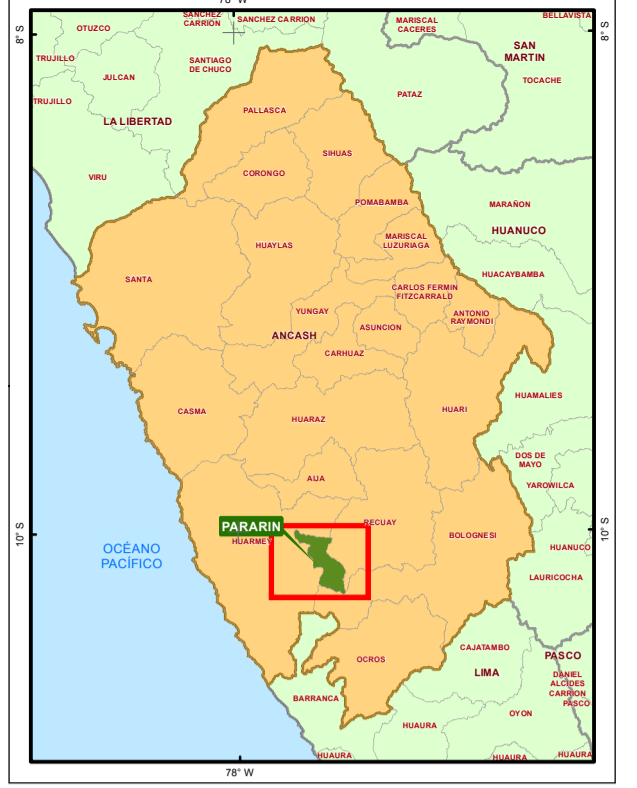 78° W
SANCHEZ
CARRIÓN
SANCHEZ CARRION
MARISCAL
CACERES
BELLAVISTA
OTUZCO
8° S
8° S
SAN
MARTIN
TRUJILLO
SANTIAGO
DE CHUCO
JULCAN
TOCACHE
TRUJILLO
PATAZ
PALLASCA
LA LIBERTAD
SIHUAS
CORONGO
VIRU
POMABAMBA
MARAÑON
HUANUCO
MARISCAL
LUZURIAGA
HUAYLAS
HUACAYBAMBA
SANTA
CARLOS FERMIN
FITZCARRALD
YUNGAY
ANTONIO
RAYMONDI
ASUNCION
ANCASH
CARHUAZ
HUAMALIES
CASMA
HUARI
HUARAZ
DOS DE
MAYO
AIJA
YAROWILCA
PARARIN
RECUAY
10° S
10° S
HUARMEY
BOLOGNESI
OCÉANO
PACÍFICO
HUANUCO
LAURICOCHA
CAJATAMBO
PASCO
OCROS
LIMA
DANIEL
ALCIDES
CARRION
PASCO
BARRANCA
OYON
HUAURA
HUAURA
HUAURA
HUAURA
78° W